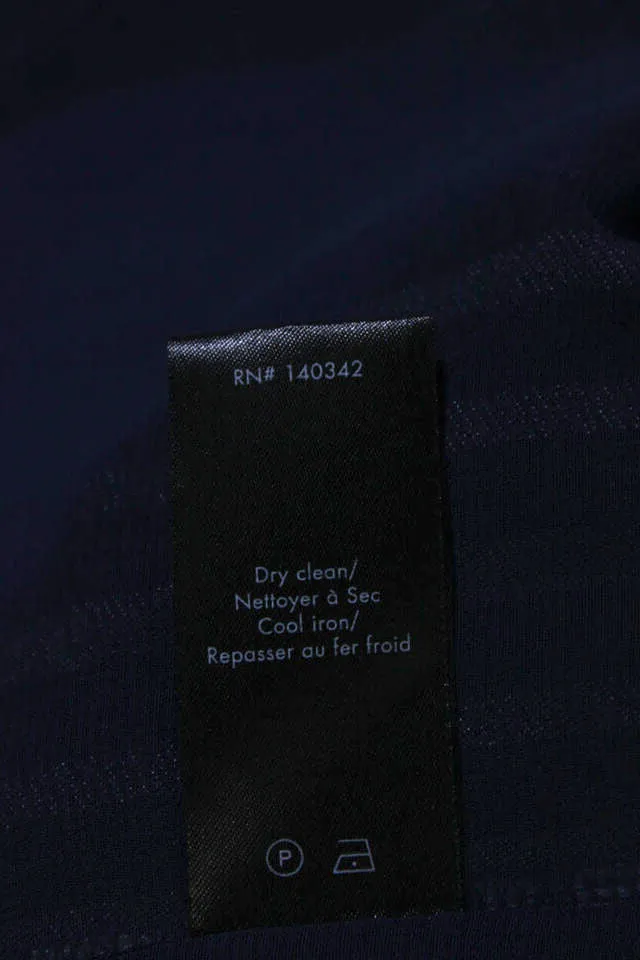 RN# 140342
Dry clean/
Nettoyer à Sec
Cool iron/
Repasser au fer froid
P